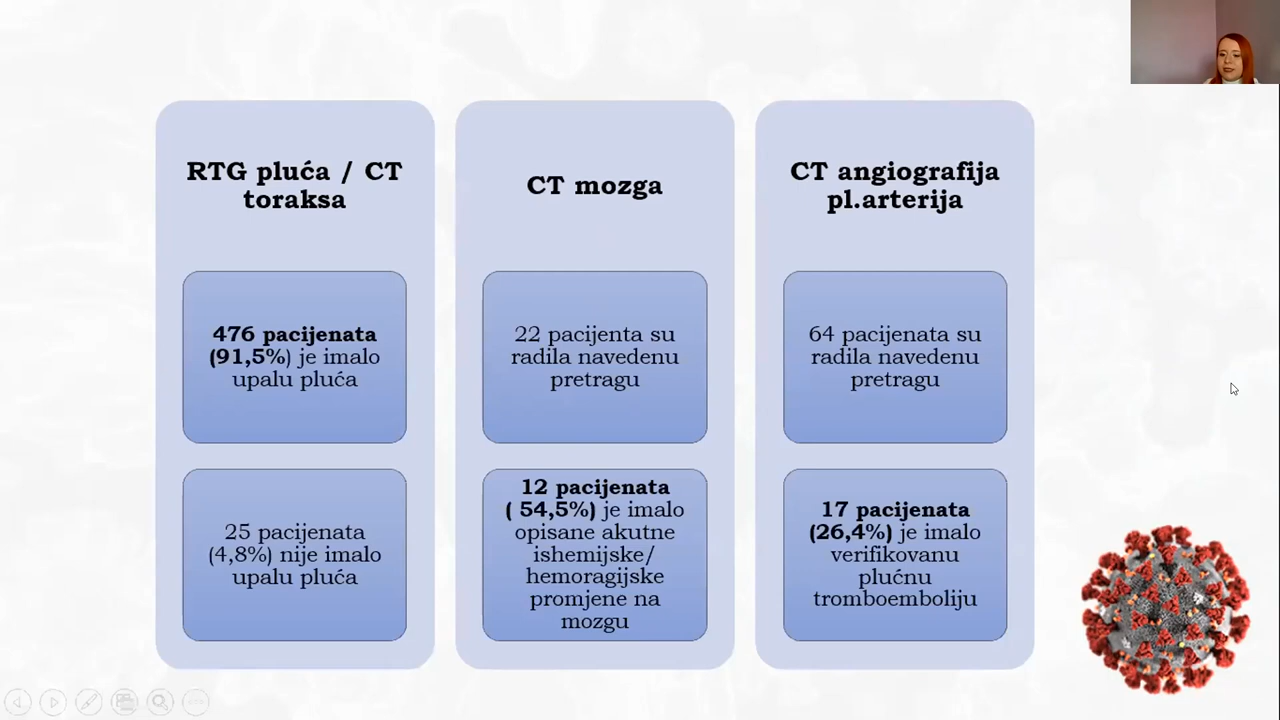 RTG pluća / CT
toraksa
476 pacijenata
(91,5%) je imalo
upalu pluća
25 pacijenata
(4,8%) nije imalo
upalu pluća
CT mozga
22 pacijenta su
radila navedenu
pretragu
12 pacijenata
( 54,5%) je imalo
opisane akutne
ishemijske/
hemoragijske
promjene na
mozgu
CT angiografija
pl.arterija
64 pacijenata su
radila navedenu
pretragu
17 pacijenata
(26,4%) je imalo
verifikovanu
plućnu
tromboemboliju